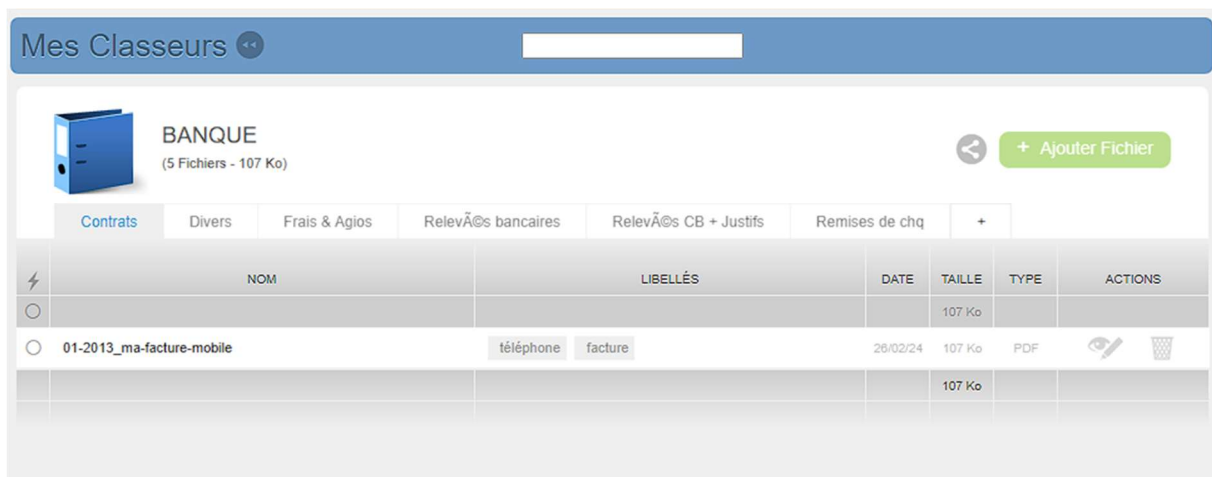 Mes Classeurs
BANQUE
(5 Fichiers - 107 Ko)
+ Ajouter Fichier
Contrats Divers Frais & Agios RelevÃ©s bancaires RelevÃ©s CB + Justifs Remises de chq +
NOM LIBELLÉS DATE TAILLE TYPE ACTIONS
107 Ko
01-2013_ma-facture-mobile téléphone facture 26/02/24 107 Ko PDF
107 Ko